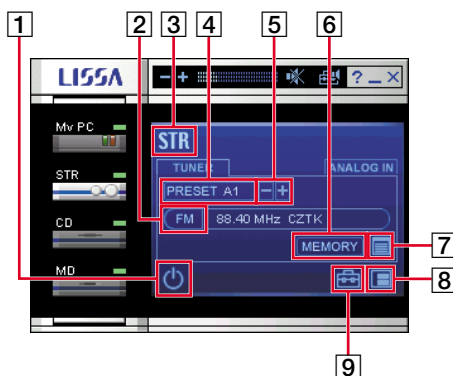 1 2 3 4 5 6
LISSA - + ? _ ×
My PC
STR
TUNER ANALOG IN
STR
PRESET A1 - +
FM 88.40 MHz CZTK
CD
MEMORY
7
MD
8
9